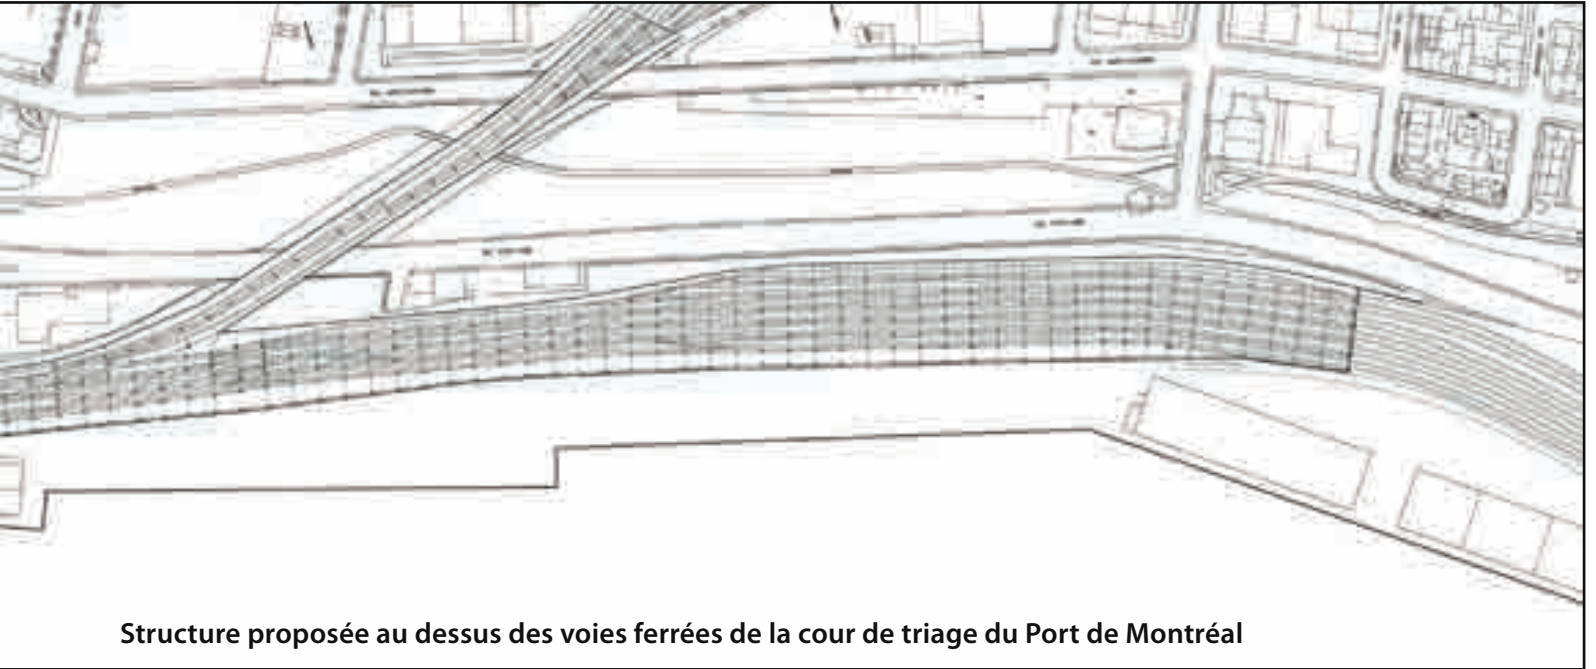 Structure proposée au dessus des voies ferrées de la cour de triage du Port de Montréal